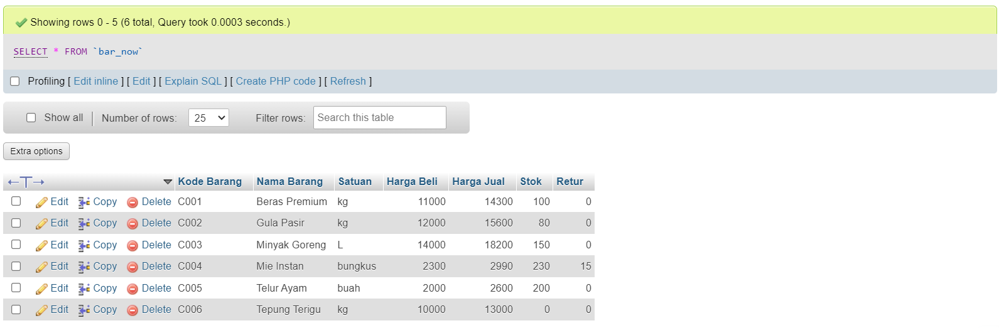 Showing rows 0 - 5 (6 total, Query took 0.0003 seconds.)
SELECT * FROM `bar_now`
Profiling [ Edit inline ] [ Edit ] [ Explain SQL ] [ Create PHP code ] [ Refresh ]
Show all | Number of rows: 25 Filter rows: Search this table
Extra options
←T→ Kode Barang Nama Barang Satuan Harga Beli Harga Jual Stok Retur
Edit Copy Delete C001 Beras Premium kg 11000 14300 100 0
Edit Copy Delete C002 Gula Pasir kg 12000 15600 80 0
Edit Copy Delete C003 Minyak Goreng L 14000 18200 150 0
Edit Copy Delete C004 Mie Instan bungkus 2300 2990 230 15
Edit Copy Delete C005 Telur Ayam buah 2000 2600 200 0
Edit Copy Delete C006 Tepung Terigu kg 10000 13000 0 0